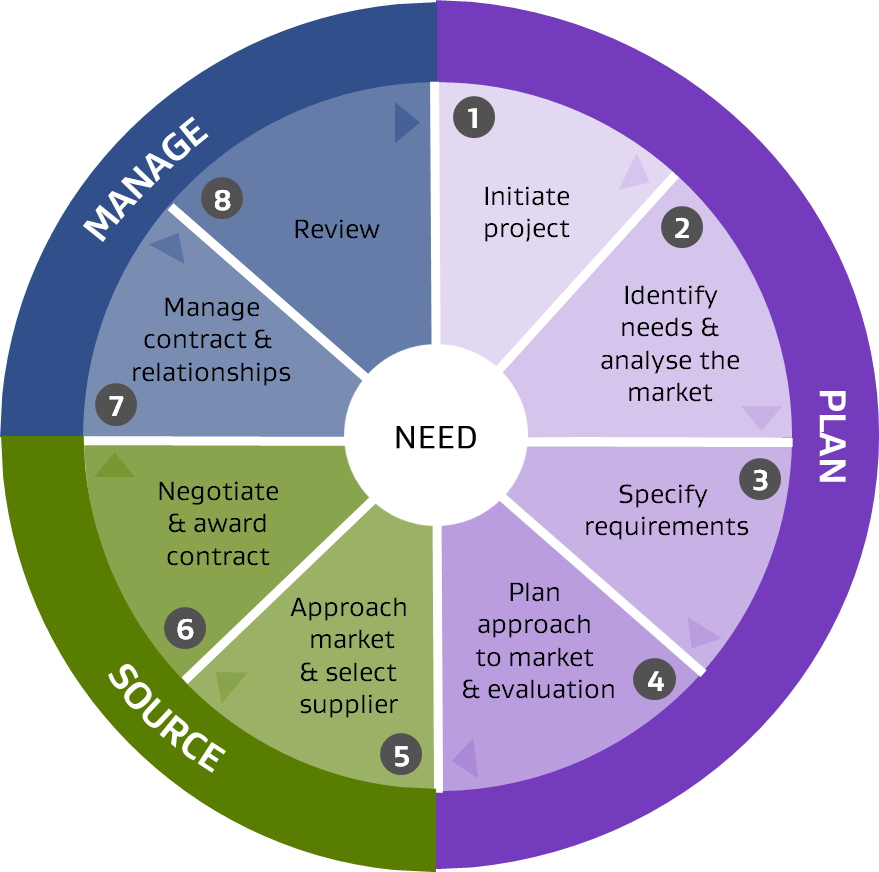 PLAN
1
Initiate
project
2
Identify
needs &
analyse the
market
3
Specify
requirements
4
Plan
approach
to market
& evaluation
SOURCE
5
Approach
market
& select
supplier
6
Negotiate
& award
contract
MANAGE
7
Manage
contract &
relationships
8
Review
NEED